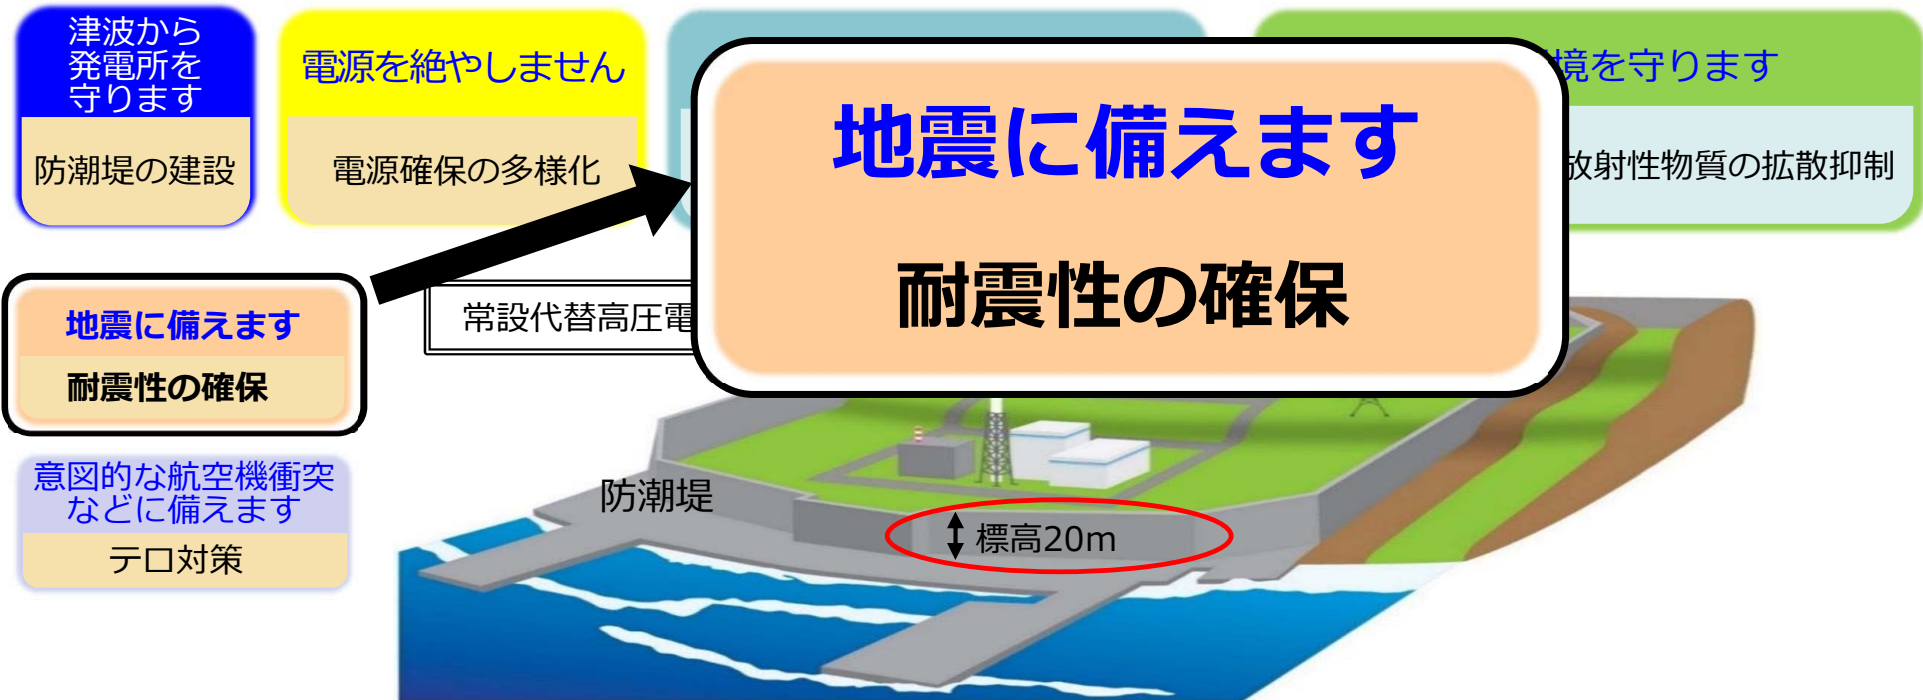 津波から
発電所を
守ります
防潮堤の建設
電源を絶やしません
電源確保の多様化
境を守ります
放射性物質の拡散抑制
地震に備えます
耐震性の確保
常設代替高圧電
地震に備えます
耐震性の確保
意図的な航空機衝突
などに備えます
テロ対策
防潮堤
標高20m